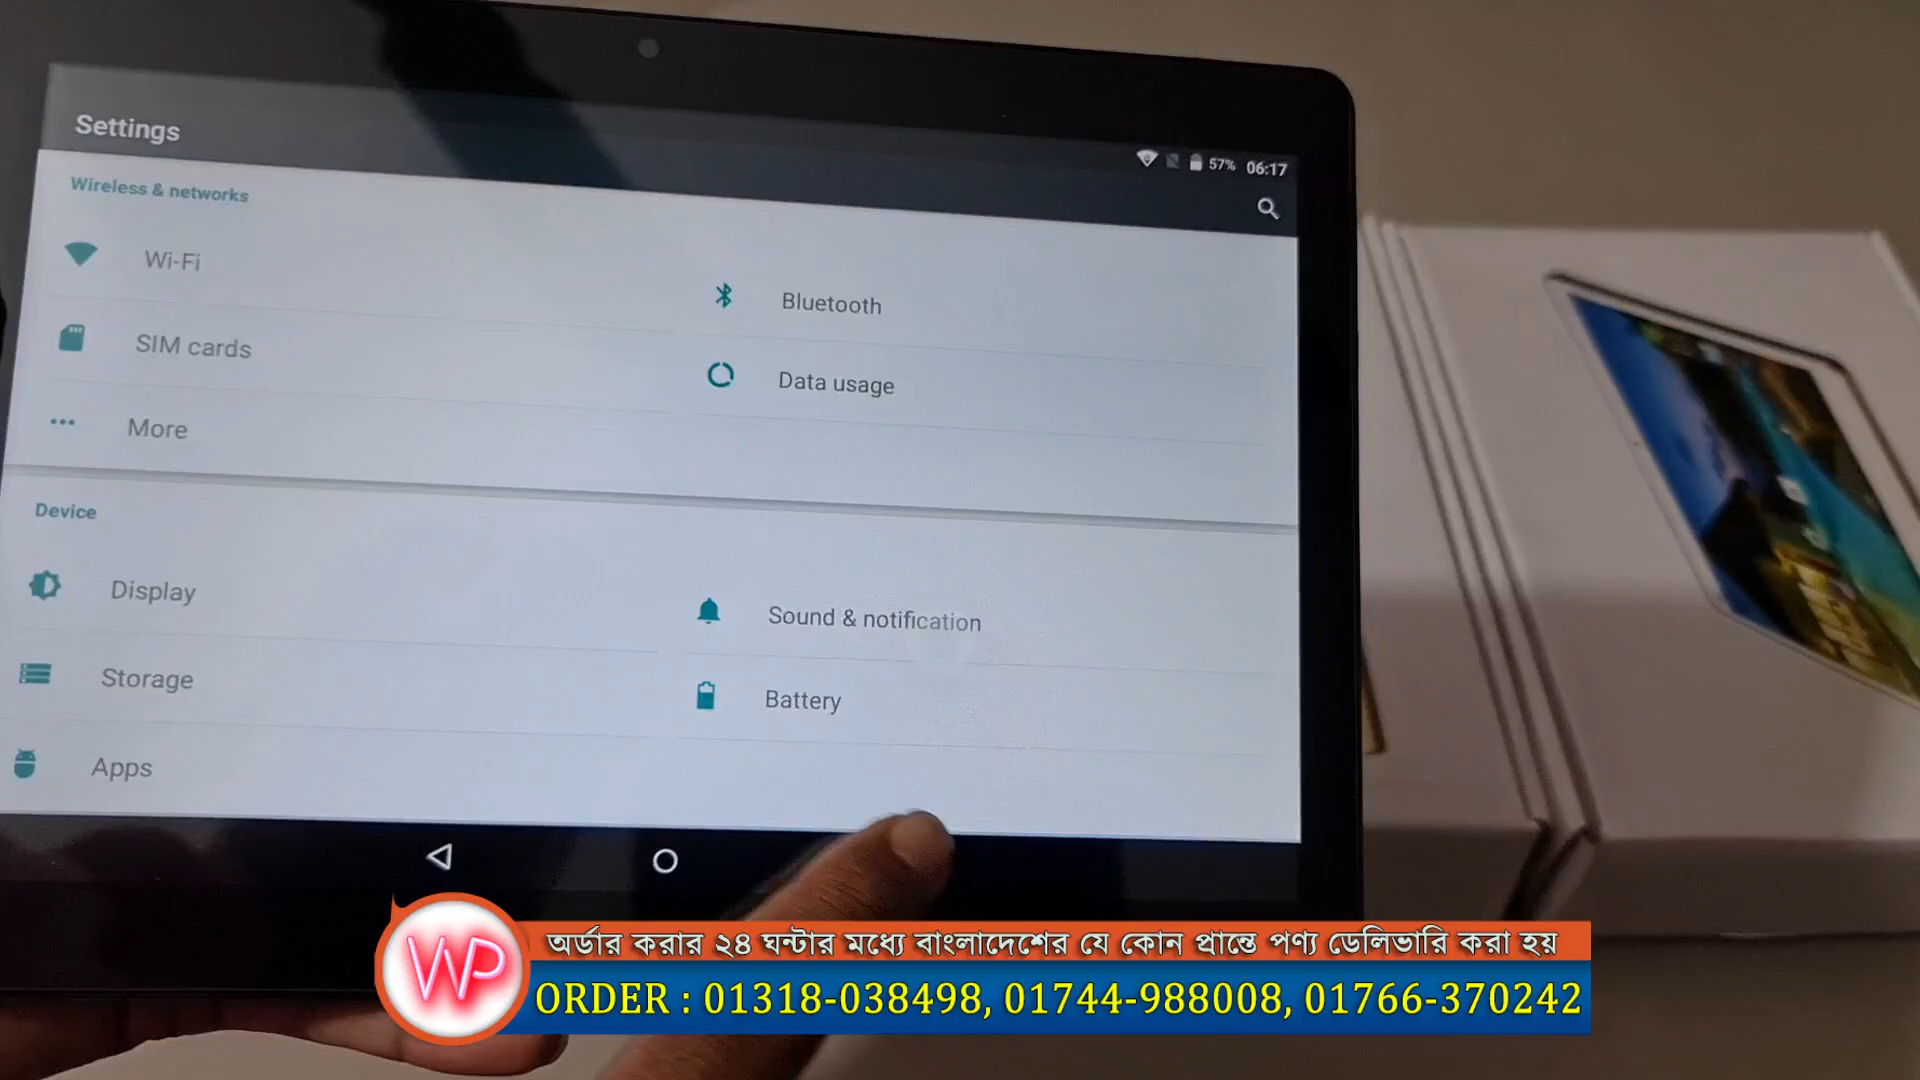 Settings
57% 06:17
Wireless & networks
Wi-Fi
Bluetooth
SIM cards
Data usage
More
Device
Display
Sound & notification
Storage
Battery
Apps
WP
অর্ডার করার ২৪ ঘন্টার মধ্যে বাংলাদেশের যে কোন প্রান্তে পণ্য ডেলিভারি করা হয়
ORDER : 01318-038498, 01744-988008, 01766-370242